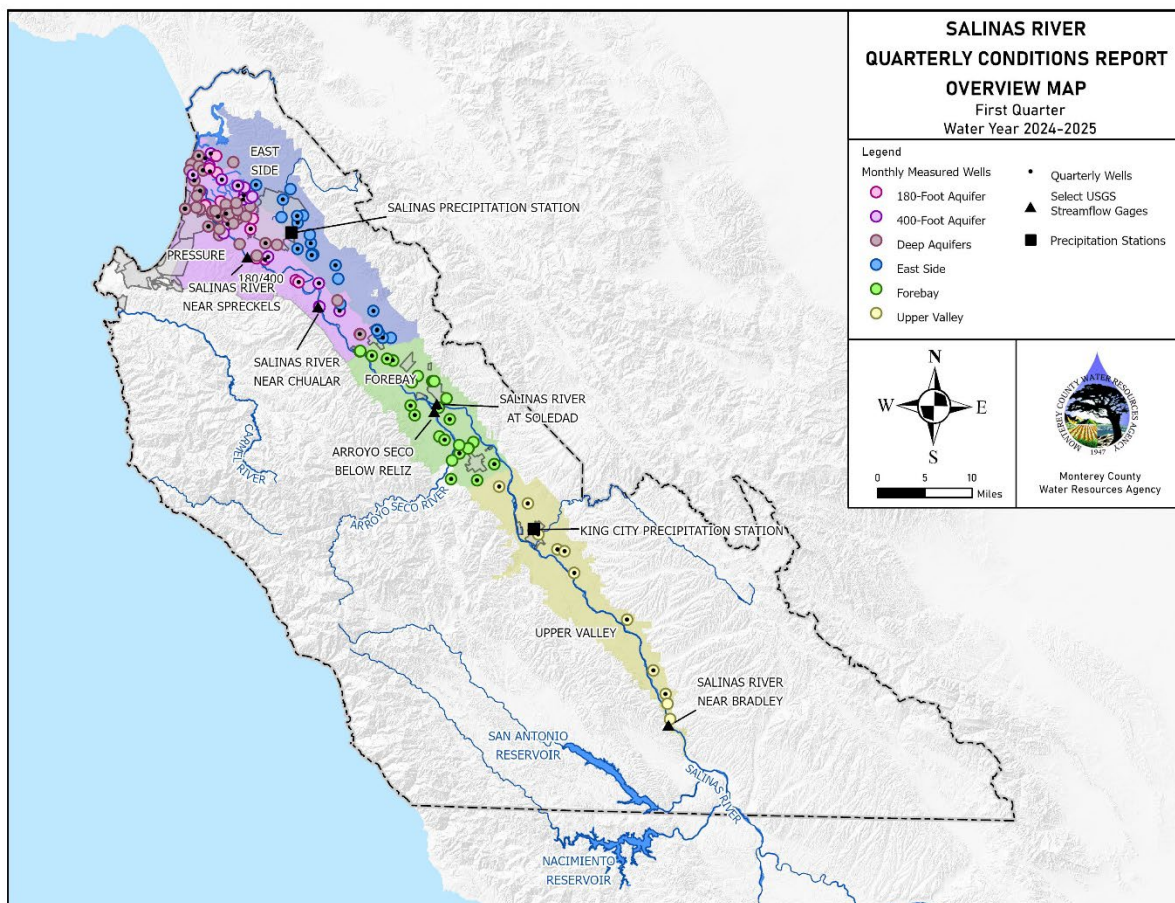 SALINAS RIVER
QUARTERLY CONDITIONS REPORT
OVERVIEW MAP
First Quarter
Water Year 2024-2025
Legend
Monthly Measured Wells
180-Foot Aquifer
400-Foot Aquifer
Deep Aquifers
East Side
Forebay
Upper Valley
Quarterly Wells
Select USGS
Streamflow Gages
Precipitation Stations
N
W
E
S
0 5 10
Miles
MONTEREY COUNTY WATER RESOURCES AGENCY
1947
Monterey County
Water Resources Agency
EAST
SIDE
SALINAS PRECIPITATION STATION
PRESSURE
180/400
SALINAS RIVER
NEAR SPRECKELS
SALINAS RIVER
NEAR CHUALAR
FOREBAY
SALINAS RIVER
AT SOLEDAD
ARROYO SECO
BELOW RELIZ
CARMEL RIVER
ARROYO SECO RIVER
KING CITY PRECIPITATION STATION
UPPER VALLEY
SALINAS RIVER
NEAR BRADLEY
SAN ANTONIO
RESERVOIR
SALINAS RIVER
NACIMIENTO
RESERVOIR